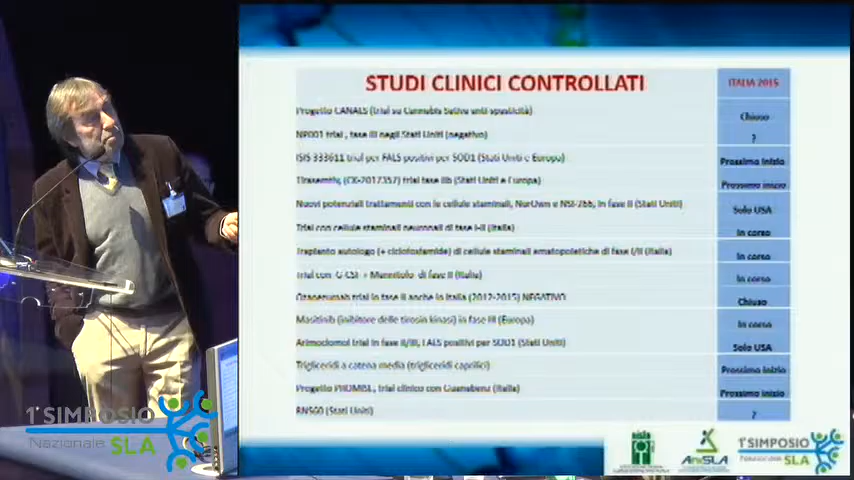 STUDI CLINICI CONTROLLATI
ITALIA 2015
Progetto CANALS (trial su Cannabis Sativa anti spasticità)
Chiuso
NP001 trial, fase III negli Stati Uniti (negativo)
?
ISIS 333611 trial per FALS positivi per SOD1 (Stati Uniti e Europa)
Prossimo inizio
Tirasemtiv, (CK-2017357) trial fase IIb (Stati Uniti e Europa)
Prossimo inizio
Nuovi potenziali trattamenti con le cellule staminali, NurOwn e NSI-566, in fase II (Stati Uniti)
Solo USA
Trial con cellule staminali neuronali di fase I-II (Italia)
In corso
Trapianto autologo (+ ciclofosfamide) di cellule staminali ematopoietiche di fase I/II (Italia)
In corso
Trial con G-CSF + Mannitolo di fase II (Italia)
In corso
Ozanezumab trial in fase II anche in Italia (2012-2015) NEGATIVO
Chiuso
Masitinib (inibitore delle tirosin kinasi) in fase III (Europa)
In corso
Arimoclomol trial in fase II/III, FALS positivi per SOD1 (Stati Uniti)
Solo USA
Trigliceridi a catena media (trigliceridi caprilici)
Prossimo inizio
Progetto PROMISE, trial clinico con Guanabenz (Italia)
Prossimo inizio
RNS60 (Stati Uniti)
?
1° SIMPOSIO
Nazionale SLA
aisla
AriSLA
1° SIMPOSIO
Nazionale SLA